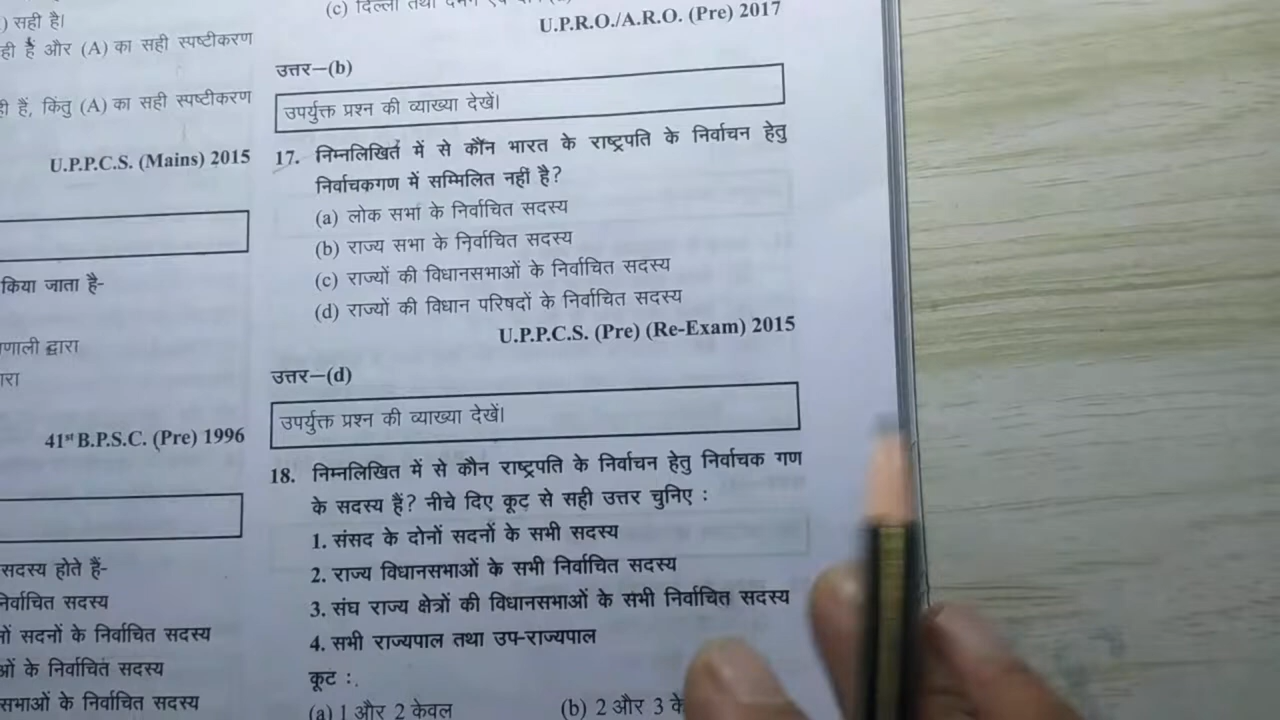 ) सही है।
ही हैं और (A) का सही स्पष्टीकरण
ही हैं, किंतु (A) का सही स्पष्टीकरण
U.P.P.C.S. (Mains) 2015
किया जाता है-
णाली द्वारा
ारा
41st B.P.S.C. (Pre) 1996
सदस्य होते हैं-
निर्वाचित सदस्य
नों सदनों के निर्वाचित सदस्य
ओं के निर्वाचित सदस्य
सभाओं के निर्वाचित सदस्य
(c) दिल्ली तथा
U.P.R.O./A.R.O. (Pre) 2017
उत्तर–(b)
उपर्युक्त प्रश्न की व्याख्या देखें।
17. निम्नलिखित में से कौन भारत के राष्ट्रपति के निर्वाचन हेतु
निर्वाचकगण में सम्मिलित नहीं है?
(a) लोक सभा के निर्वाचित सदस्य
(b) राज्य सभा के निर्वाचित सदस्य
(c) राज्यों की विधानसभाओं के निर्वाचित सदस्य
(d) राज्यों की विधान परिषदों के निर्वाचित सदस्य
U.P.P.C.S. (Pre) (Re-Exam) 2015
उत्तर–(d)
उपर्युक्त प्रश्न की व्याख्या देखें।
18. निम्नलिखित में से कौन राष्ट्रपति के निर्वाचन हेतु निर्वाचक गण
के सदस्य हैं? नीचे दिए कूट से सही उत्तर चुनिए :
1. संसद के दोनों सदनों के सभी सदस्य
2. राज्य विधानसभाओं के सभी निर्वाचित सदस्य
3. संघ राज्य क्षेत्रों की विधानसभाओं के सभी निर्वाचित सदस्य
4. सभी राज्यपाल तथा उप-राज्यपाल
कूट :
(a) 1 और 2 केवल (b) 2 और 3 के